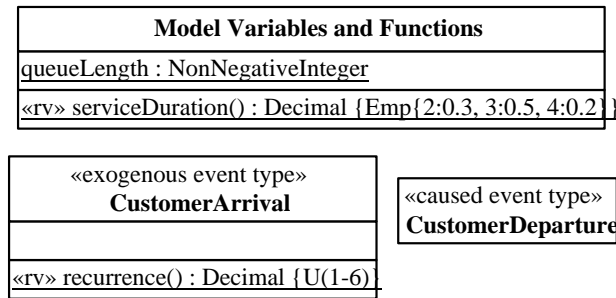 Model Variables and Functions
queueLength : NonNegativeInteger
«rv» serviceDuration() : Decimal {Emp{2:0.3, 3:0.5, 4:0.2}}
«exogenous event type»
CustomerArrival
«rv» recurrence() : Decimal {U(1-6)}
«caused event type»
CustomerDeparture